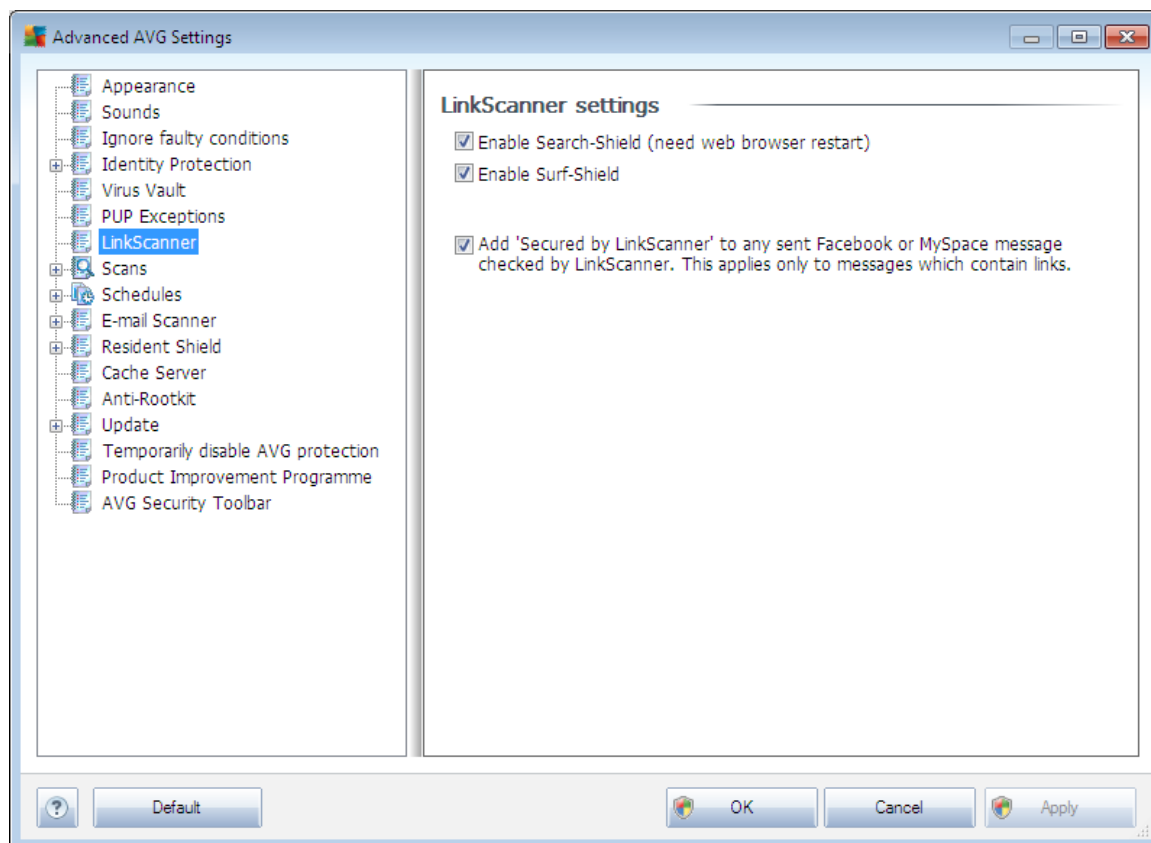 Advanced AVG Settings
Appearance
Sounds
Ignore faulty conditions
Identity Protection
Virus Vault
PUP Exceptions
LinkScanner
Scans
Schedules
E-mail Scanner
Resident Shield
Cache Server
Anti-Rootkit
Update
Temporarily disable AVG protection
Product Improvement Programme
AVG Security Toolbar
LinkScanner settings
Enable Search-Shield (need web browser restart)
Enable Surf-Shield
Add 'Secured by LinkScanner' to any sent Facebook or MySpace message
checked by LinkScanner. This applies only to messages which contain links.
?
Default
OK
Cancel
Apply